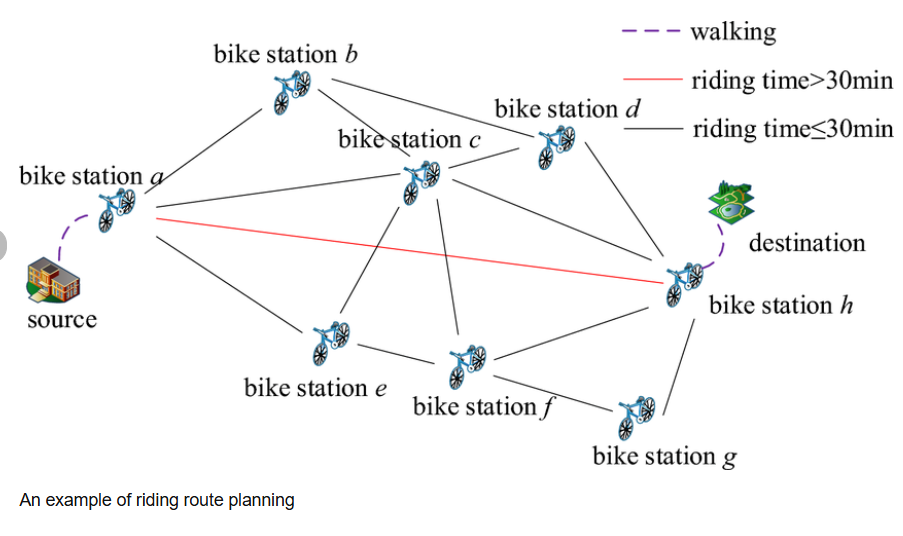 walking
bike station b
riding time>30min
bike station d
riding time≤30min
bike station c
bike station a
destination
bike station h
source
bike station e
bike station f
bike station g
An example of riding route planning